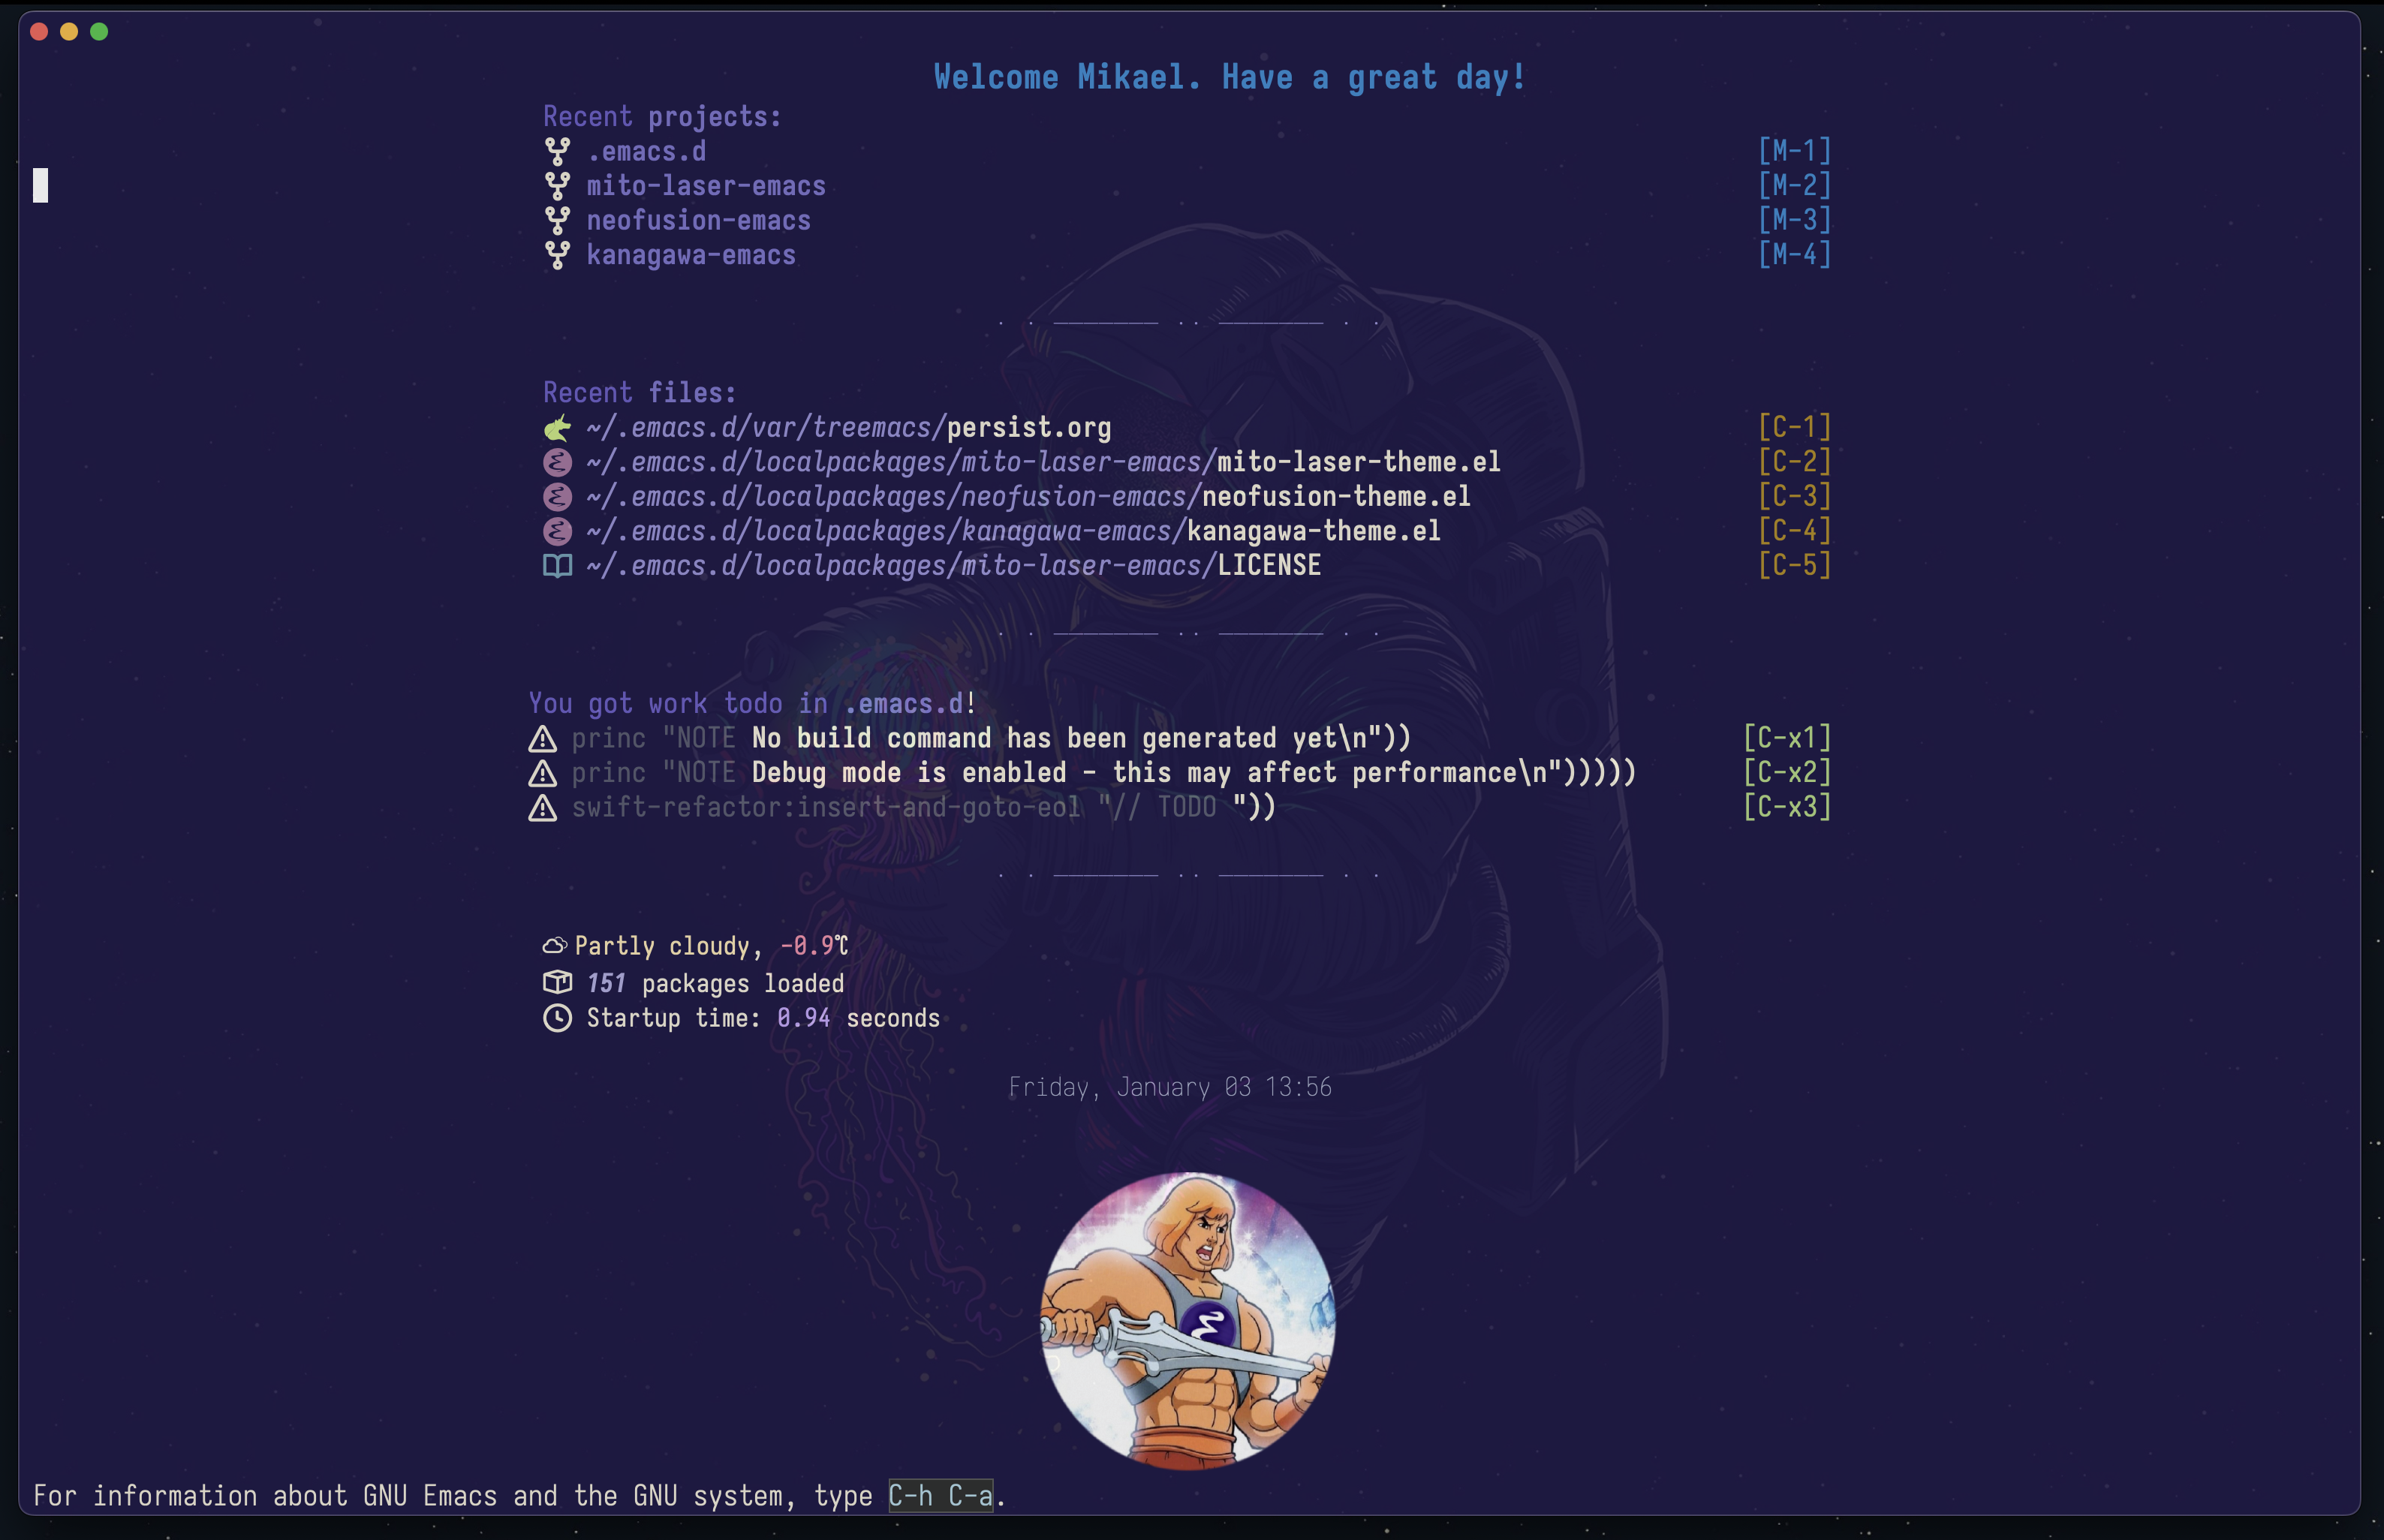 Welcome Mikael. Have a great day!
Recent projects:
.emacs.d [M-1]
mito-laser-emacs [M-2]
neofusion-emacs [M-3]
kanagawa-emacs [M-4]
Recent files:
~/.emacs.d/var/treemacs/persist.org [C-1]
~/.emacs.d/localpackages/mito-laser-emacs/mito-laser-theme.el [C-2]
~/.emacs.d/localpackages/neofusion-emacs/neofusion-theme.el [C-3]
~/.emacs.d/localpackages/kanagawa-emacs/kanagawa-theme.el [C-4]
~/.emacs.d/localpackages/mito-laser-emacs/LICENSE [C-5]
You got work todo in .emacs.d!
princ "NOTE No build command has been generated yet\n")) [C-x1]
princ "NOTE Debug mode is enabled - this may affect performance\n"))))) [C-x2]
swift-refactor:insert-and-goto-eol "// TODO ")) [C-x3]
Partly cloudy, -0.9℃
151 packages loaded
Startup time: 0.94 seconds
Friday, January 03 13:56
For information about GNU Emacs and the GNU system, type C-h C-a.